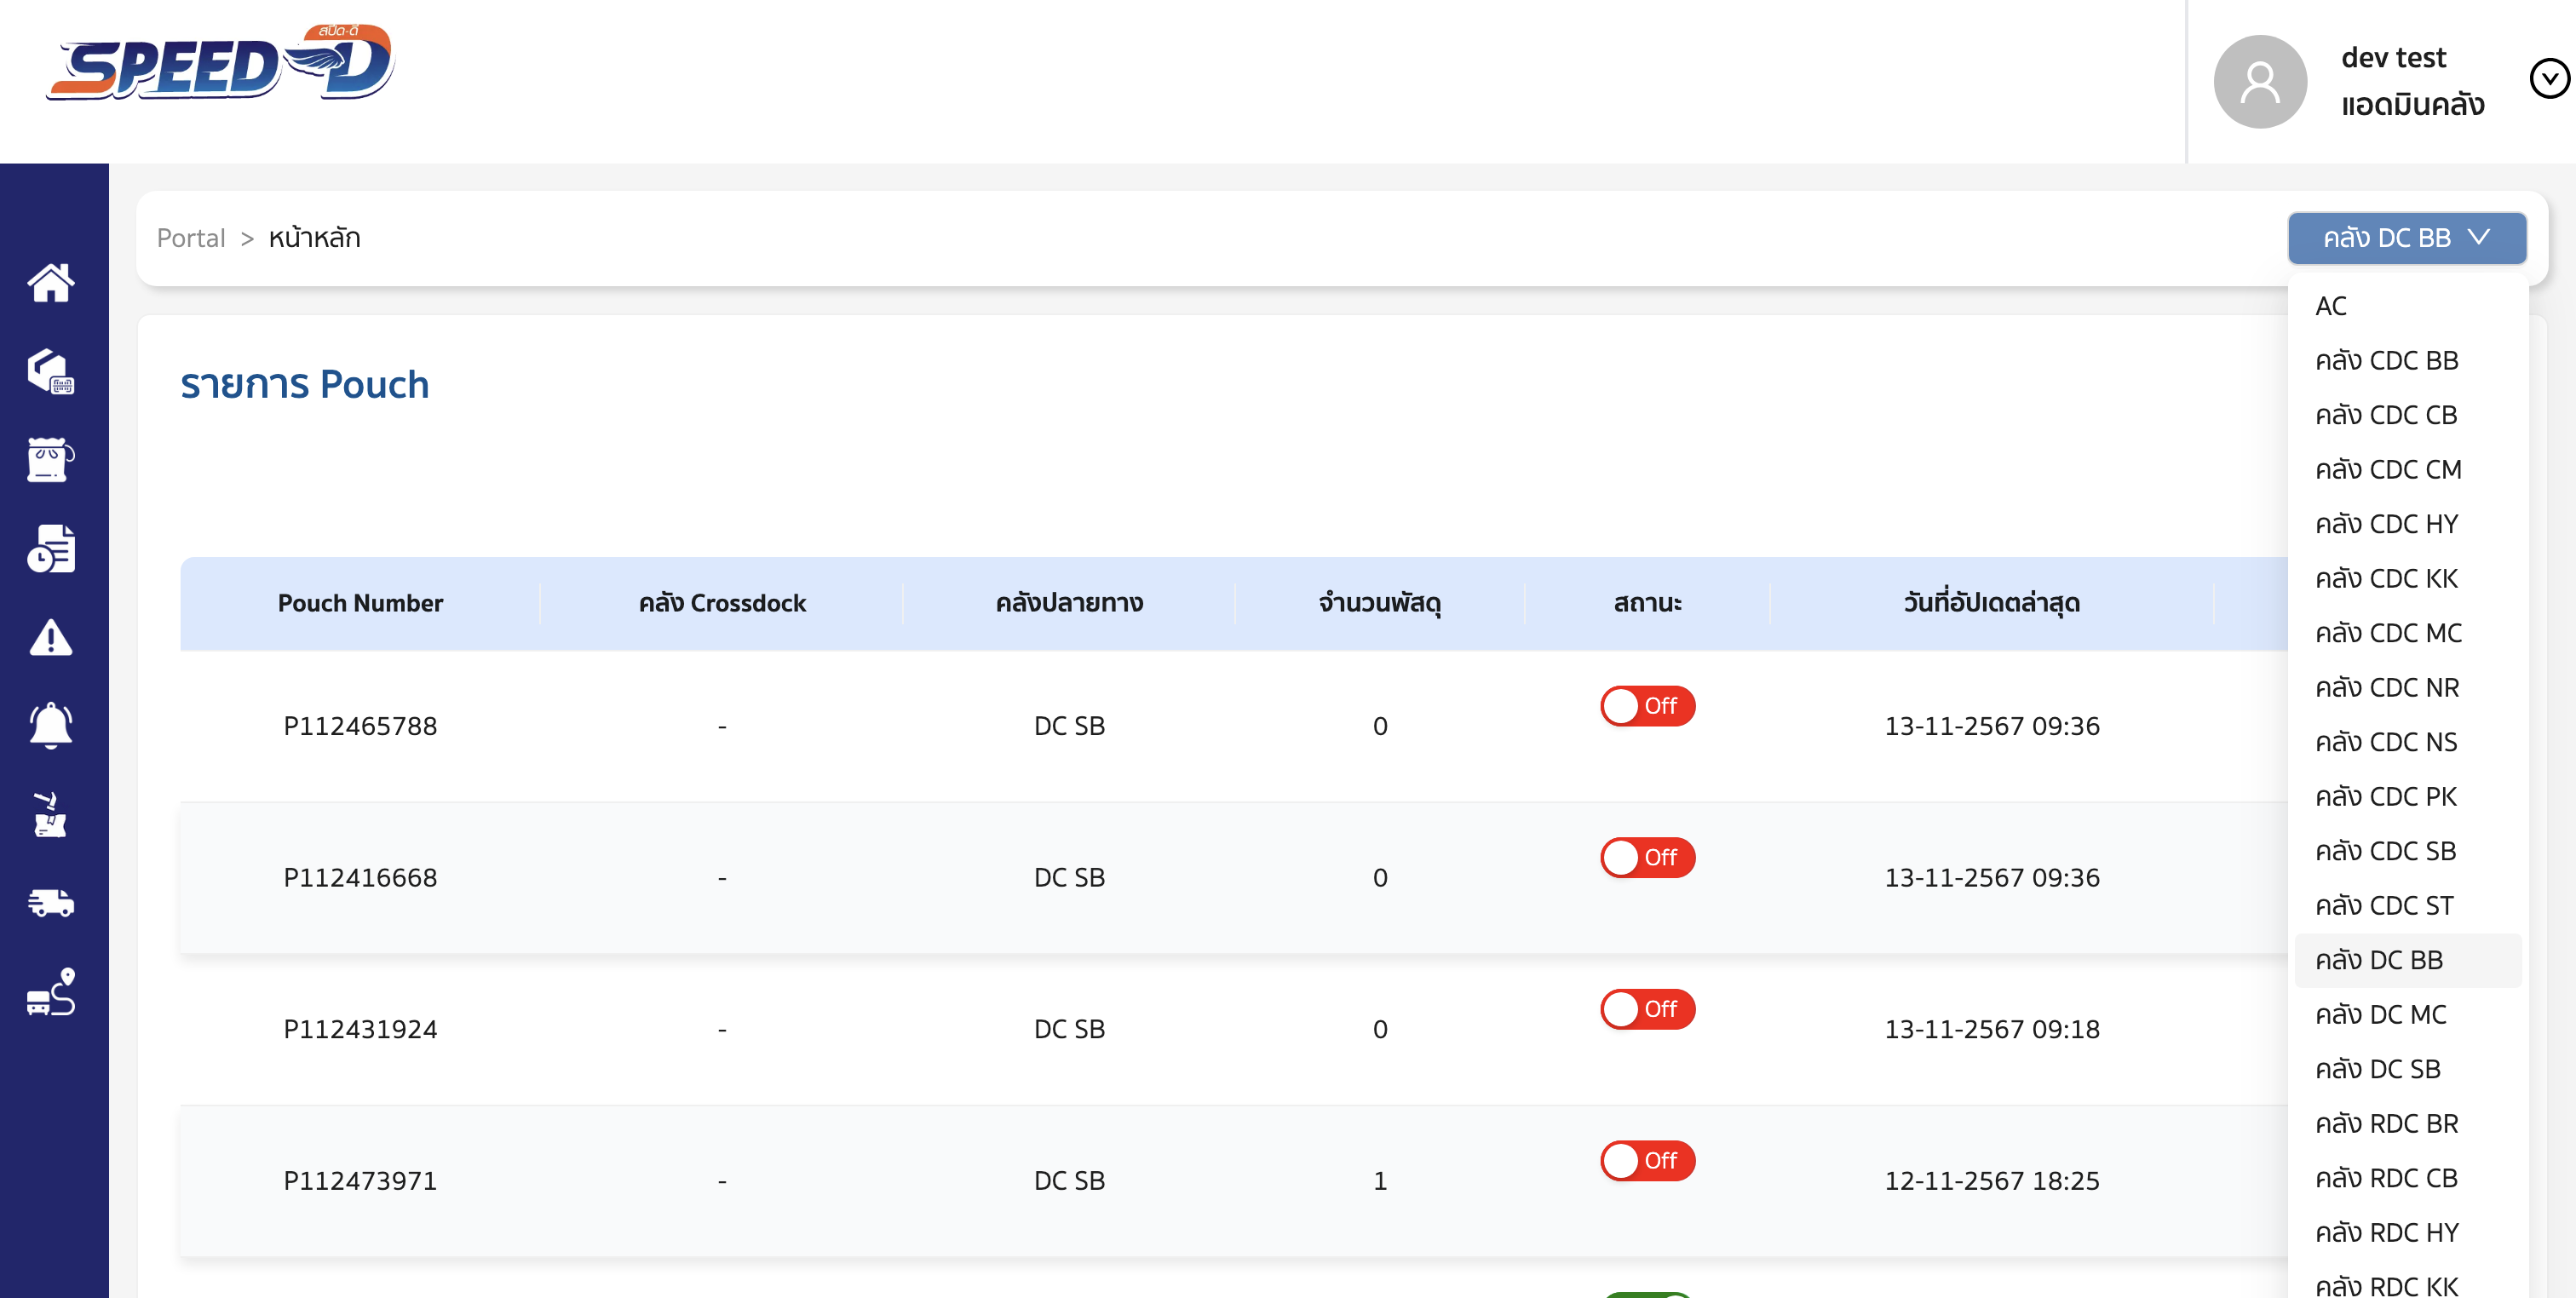 สปีด-ดี
SPEED-D
dev test
แอดมินคลัง
Portal > หน้าหลัก
คลัง DC BB
AC
คลัง CDC BB
คลัง CDC CB
คลัง CDC CM
คลัง CDC HY
คลัง CDC KK
คลัง CDC MC
คลัง CDC NR
คลัง CDC NS
คลัง CDC PK
คลัง CDC SB
คลัง CDC ST
คลัง DC BB
คลัง DC MC
คลัง DC SB
คลัง RDC BR
คลัง RDC CB
คลัง RDC HY
คลัง RDC KK
รายการ Pouch
Pouch Number คลัง Crossdock คลังปลายทาง จำนวนพัสดุ สถานะ วันที่อัปเดตล่าสุด
P112465788 - DC SB 0 Off 13-11-2567 09:36
P112416668 - DC SB 0 Off 13-11-2567 09:36
P112431924 - DC SB 0 Off 13-11-2567 09:18
P112473971 - DC SB 1 Off 12-11-2567 18:25